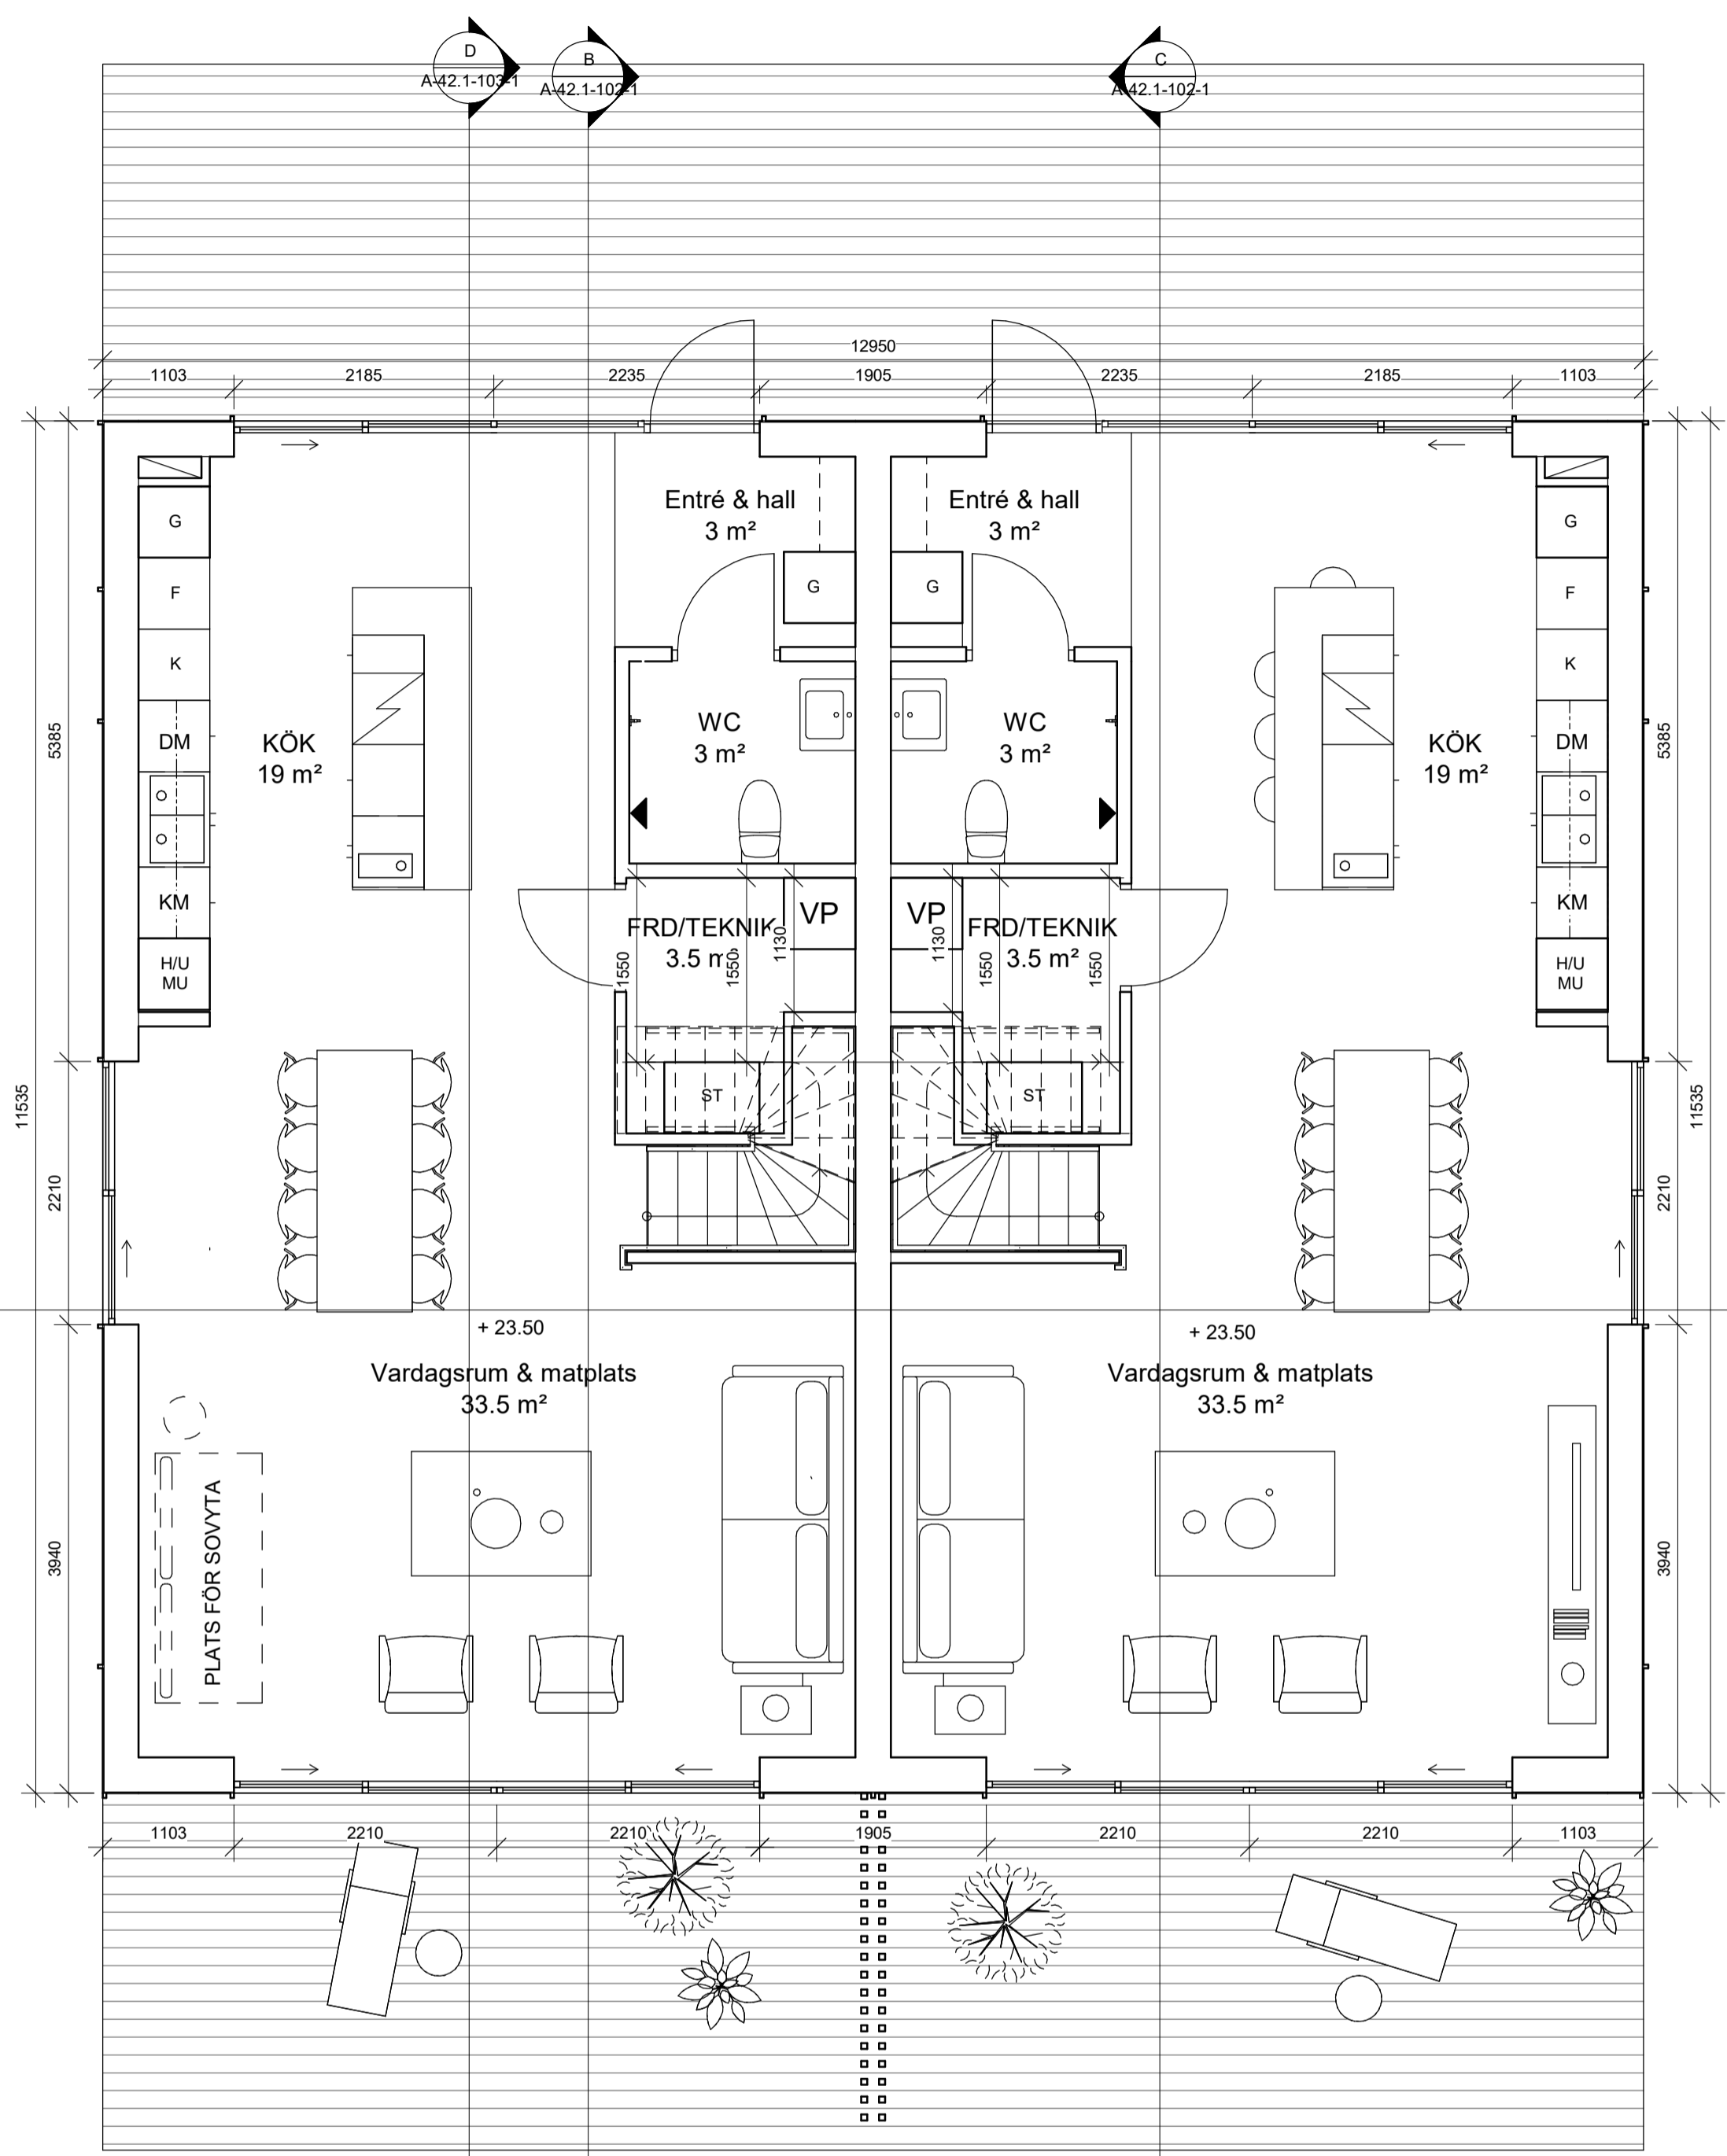 D
A-42.1-103-1
B
A-42.1-102-1
C
A-42.1-102-1
12950
1103
2185
2235
1905
2235
2185
1103
Entré & hall
3 m²
Entré & hall
3 m²
G
F
K
DM
KM
H/U
MU
KÖK
19 m²
G
G
WC
3 m²
WC
3 m²
KÖK
19 m²
G
F
K
DM
KM
H/U
MU
5385
5385
FRD/TEKNIK
3.5 m²
VP
VP
FRD/TEKNIK
3.5 m²
1550
1550
1130
1130
1550
1550
ST
ST
11535
2210
2210
11535
+ 23.50
+ 23.50
Vardagsrum & matplats
33.5 m²
Vardagsrum & matplats
33.5 m²
PLATS FÖR SOVYTA
3940
3940
1103
2210
2210
1905
2210
2210
1103